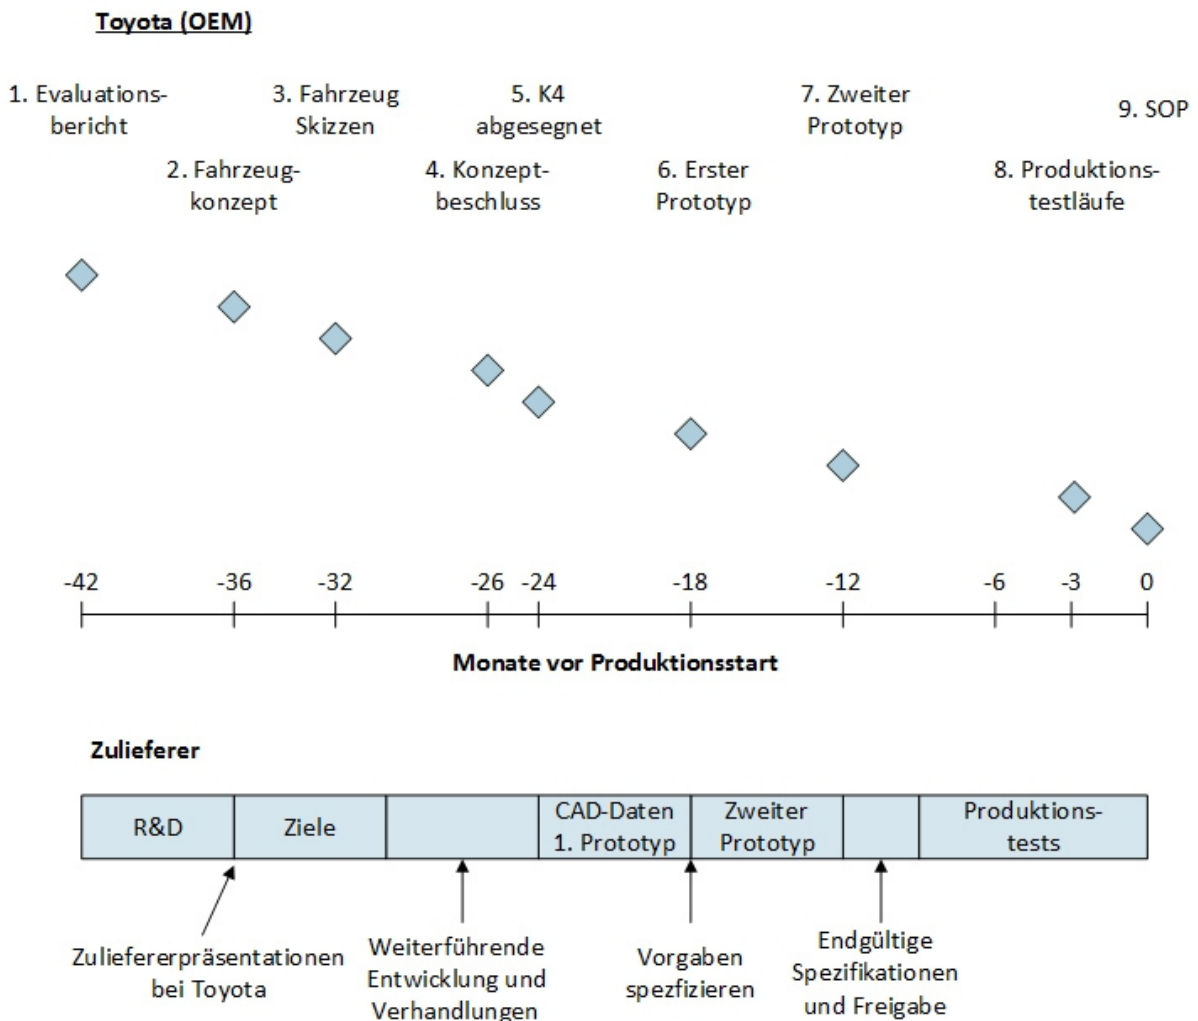 Toyota (OEM)
1. Evaluations-
bericht
3. Fahrzeug
Skizzen
5. K4
abgesegnet
7. Zweiter
Prototyp
9. SOP
2. Fahrzeug-
konzept
4. Konzept-
beschluss
6. Erster
Prototyp
8. Produktions-
testläufe
-42 -36 -32 -26 -24 -18 -12 -6 -3 0
Monate vor Produktionsstart
Zulieferer
R&D
Ziele
CAD-Daten
1. Prototyp
Zweiter
Prototyp
Produktions-
tests
Zuliefererpräsentationen
bei Toyota
Weiterführende
Entwicklung und
Verhandlungen
Vorgaben
spezfizieren
Endgültige
Spezifikationen
und Freigabe